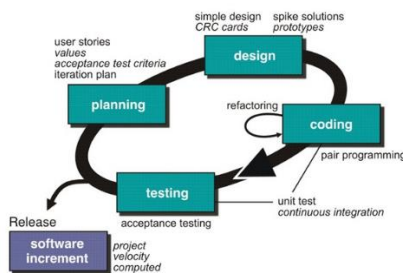 simple design
CRC cards
spike solutions
prototypes
user stories
values
acceptance test criteria
iteration plan
design
planning
refactoring
coding
pair programming
testing
unit test
continuous integration
acceptance testing
Release
software
increment
project
velocity
computed